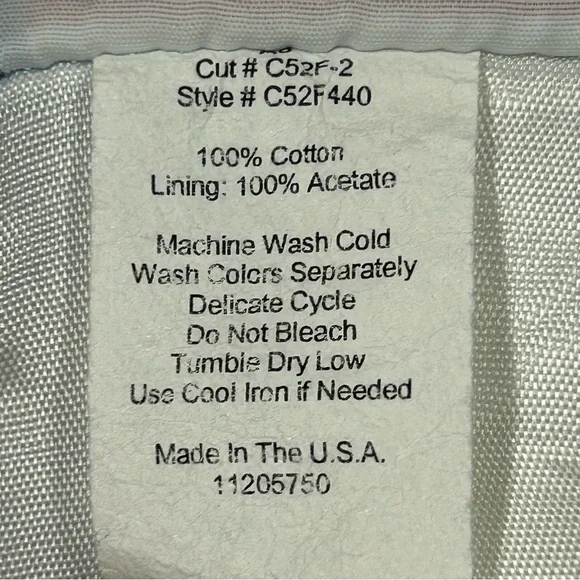 Cut # C52F-2
Style # C52F440
100% Cotton
Lining: 100% Acetate
Machine Wash Cold
Wash Colors Separately
Delicate Cycle
Do Not Bleach
Tumble Dry Low
Use Cool Iron if Needed
Made In The U.S.A.
11205750